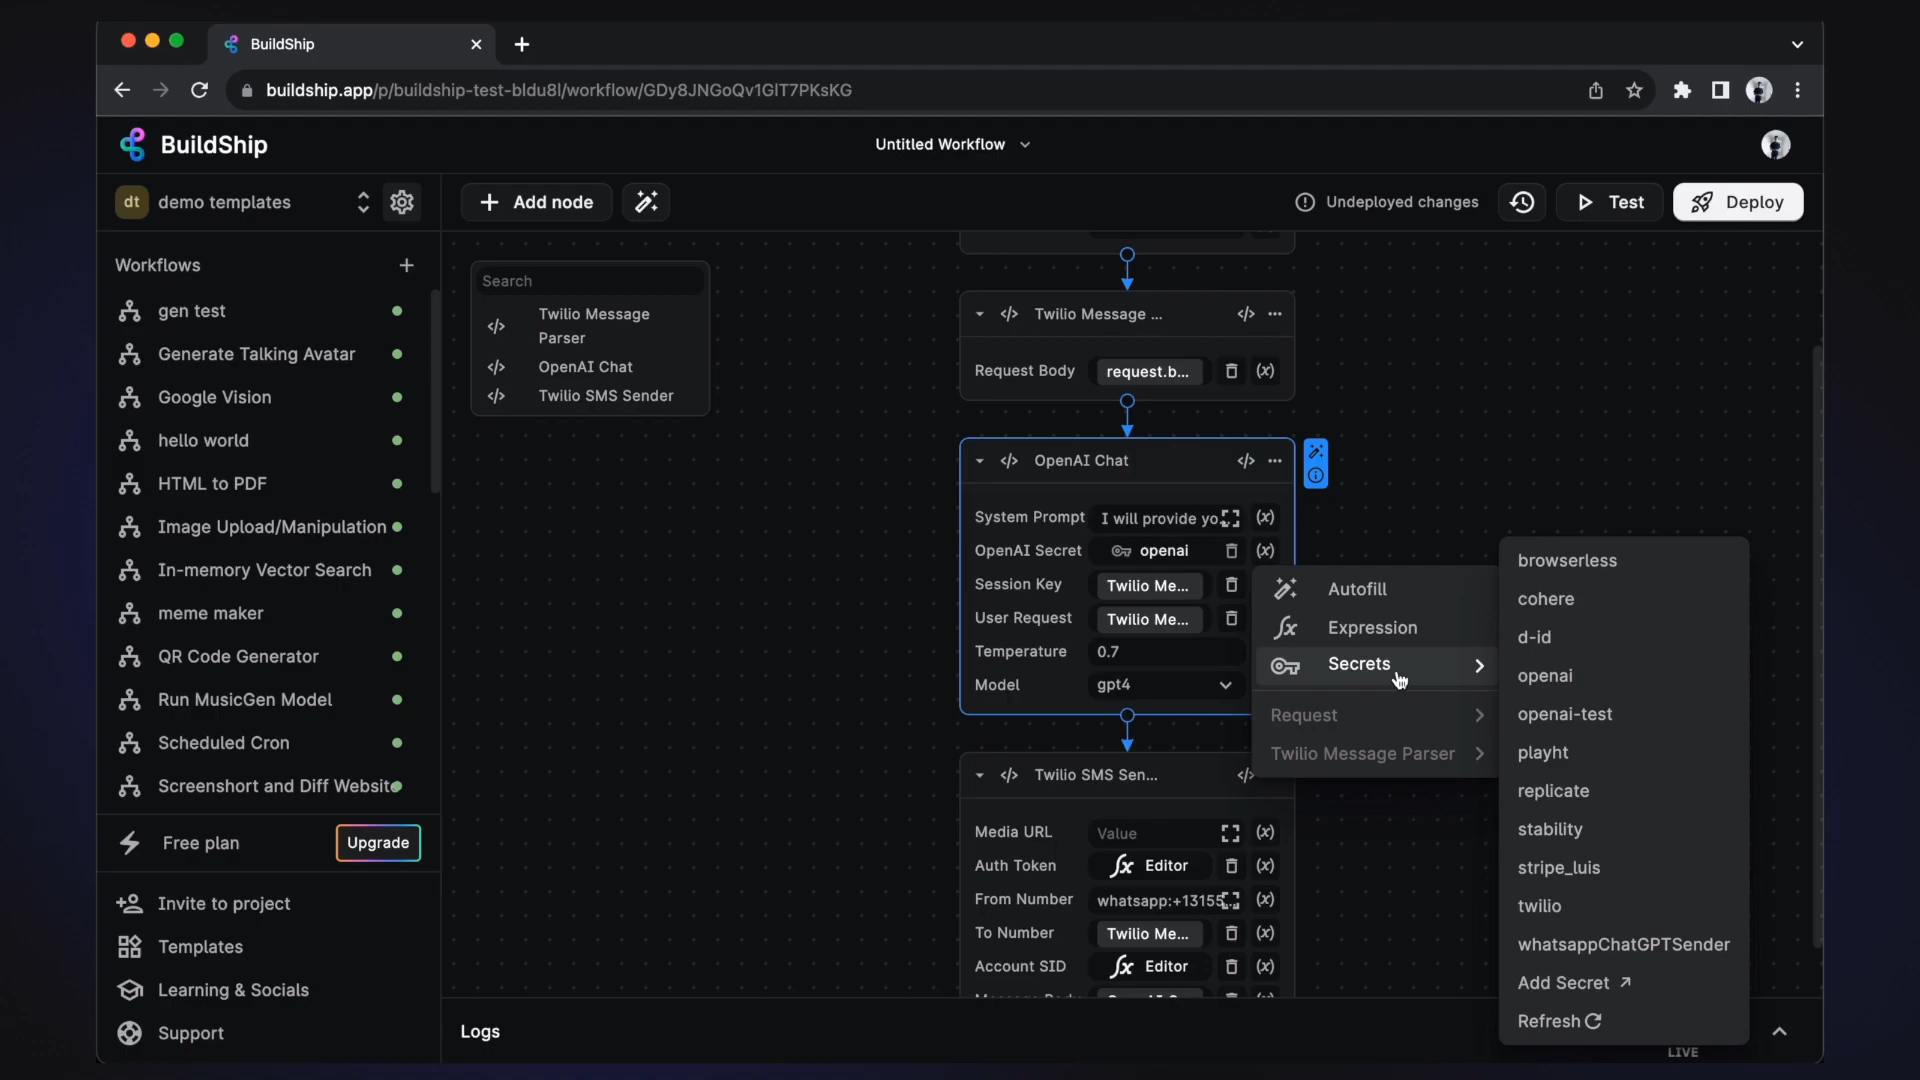 BuildShip
buildship.app/p/buildship-test-bldu8l/workflow/GDy8JNGoQv1GlT7PKsKG
BuildShip
Untitled Workflow
dt
demo templates
Add node
Undeployed changes
Test
Deploy
Workflows
gen test
Generate Talking Avatar
Google Vision
hello world
HTML to PDF
Image Upload/Manipulation
In-memory Vector Search
meme maker
QR Code Generator
Run MusicGen Model
Scheduled Cron
Screenshort and Diff Website
Free plan
Upgrade
Invite to project
Templates
Learning & Socials
Support
Search
Twilio Message
Parser
OpenAI Chat
Twilio SMS Sender
Twilio Message ...
Request Body
request.b...
(x)
OpenAI Chat
System Prompt
I will provide yo
(x)
OpenAI Secret
openai
(x)
Session Key
Twilio Me...
User Request
Twilio Me...
Temperature
0.7
Model
gpt4
Autofill
Expression
Secrets
Request
Twilio Message Parser
browserless
cohere
d-id
openai
openai-test
playht
replicate
stability
stripe_luis
twilio
whatsappChatGPTSender
Add Secret
Refresh
Twilio SMS Sen...
Media URL
Value
(x)
Auth Token
fx Editor
(x)
From Number
whatsapp:+13155
(x)
To Number
Twilio Me...
(x)
Account SID
fx Editor
(x)
Logs
LIVE